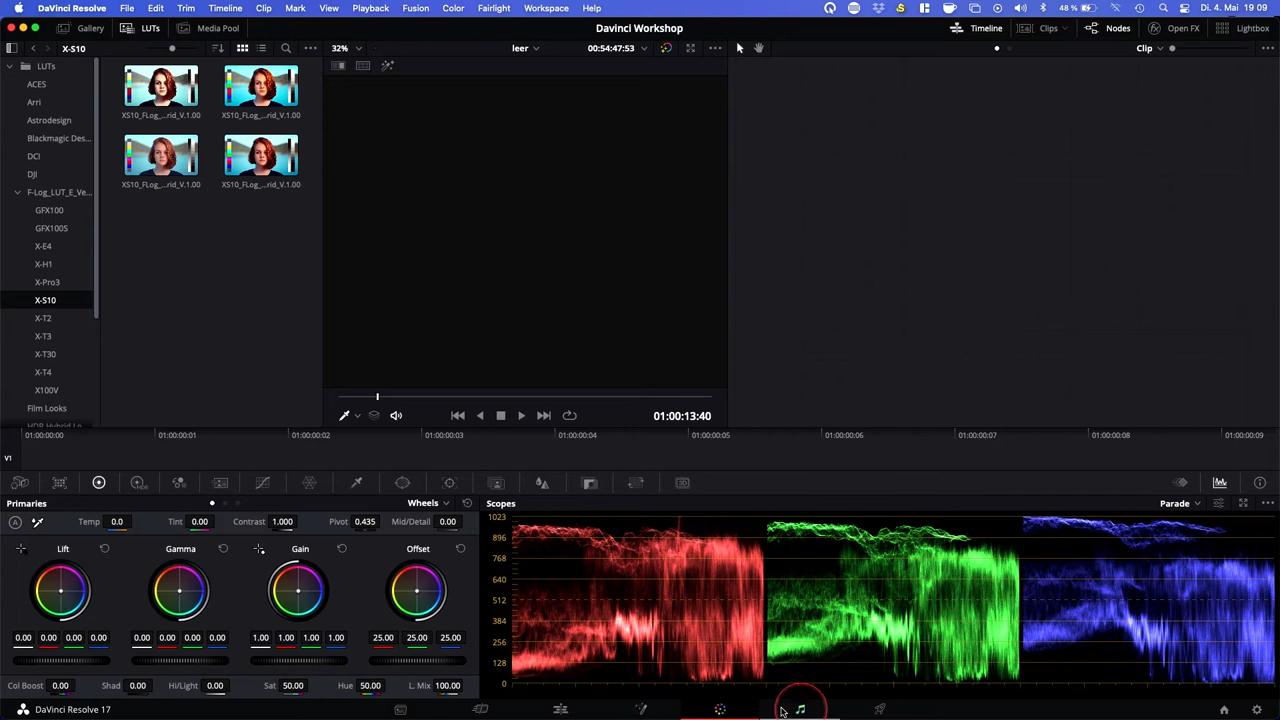 DaVinci Resolve File Edit Trim Timeline Clip Mark View Playback Fusion Color Fairlight Workspace Help 48 % Di. 4. Mai 19 09
Gallery LUTs Media Pool Davinci Workshop Timeline Clips Nodes Open FX Lightbox
X-S10 32% leer 00:54:47:53 Clip
LUTs
ACES
Arri
Astrodesign
Blackmagic Des...
DCI
DJI
F-Log_LUT_E_Ve...
GFX100
GFX100S
X-E4
X-H1
X-Pro3
X-S10
X-T2
X-T3
X-T30
X-T4
X100V
Film Looks
XS10_FLog_...rid_V.1.00 XS10_FLog_...rid_V.1.00
XS10_FLog_...rid_V.1.00 XS10_FLog_...rid_V.1.00
01:00:13:40
01:00:00:00 01:00:00:01 01:00:00:02 01:00:00:03 01:00:00:04 01:00:00:05 01:00:00:06 01:00:00:07 01:00:00:08 01:00:00:09
V1
Primaries Wheels
Temp 0.0 Tint 0.00 Contrast 1.000 Pivot 0.435 Mid/Detail 0.00
A
Lift Gamma Gain Offset
0.00 0.00 0.00 0.00 0.00 0.00 0.00 0.00 1.00 1.00 1.00 1.00 25.00 25.00 25.00
Col Boost 0.00 Shad 0.00 Hi/Light 0.00 Sat 50.00 Hue 50.00 L. Mix 100.00
Scopes Parade
1023
896
768
640
512
384
256
128
0
DaVinci Resolve 17